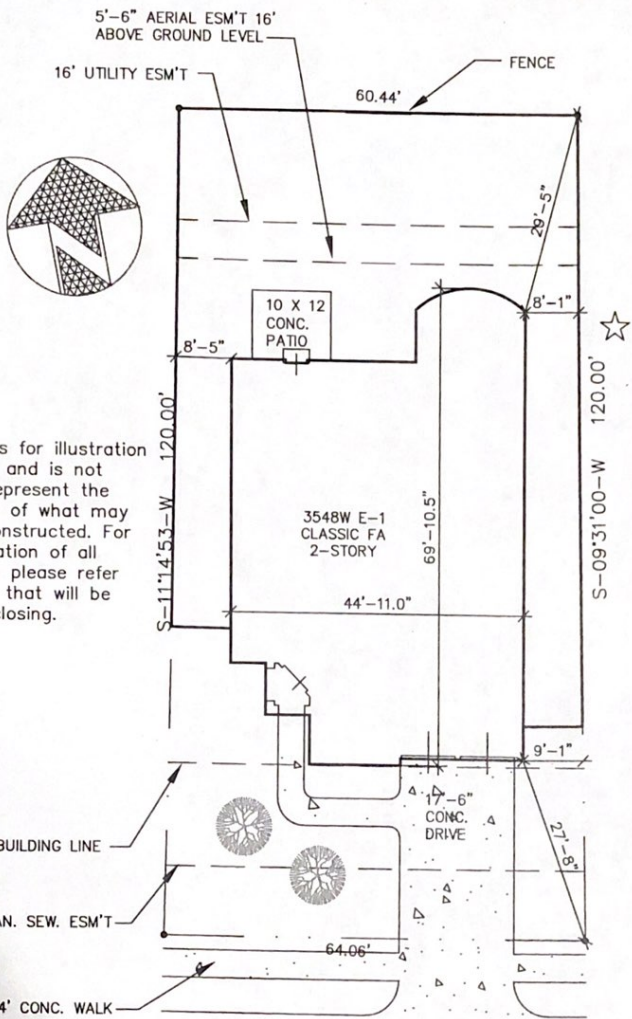 5'-6" AERIAL ESM'T 16'
ABOVE GROUND LEVEL
16' UTILITY ESM'T
FENCE
60.44'
29'-5"
10 X 12
CONC.
PATIO
8'-5"
8'-1"
S-11°14'53-W 120.00'
S-09°31'00-W 120.00'
s for illustration
and is not
epresent the
of what may
onstructed. For
ation of all
please refer
that will be
closing.
3548W E-1
CLASSIC FA
2-STORY
69'-10.5"
44'-11.0"
9'-1"
17'-6"
CONC.
DRIVE
27'-8"
BUILDING LINE
AN. SEW. ESM'T
64.06'
4' CONC. WALK